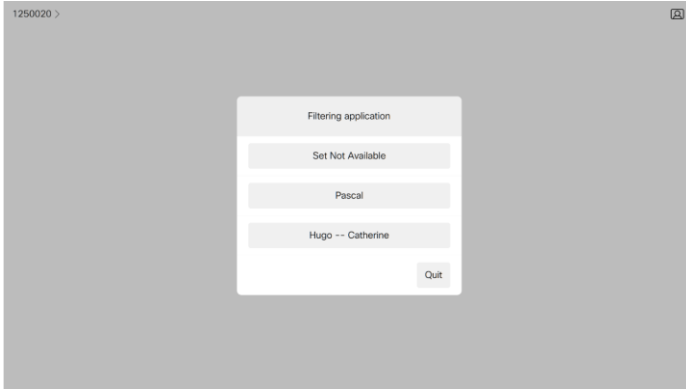 1250020 >
Filtering application
Set Not Available
Pascal
Hugo -- Catherine
Quit